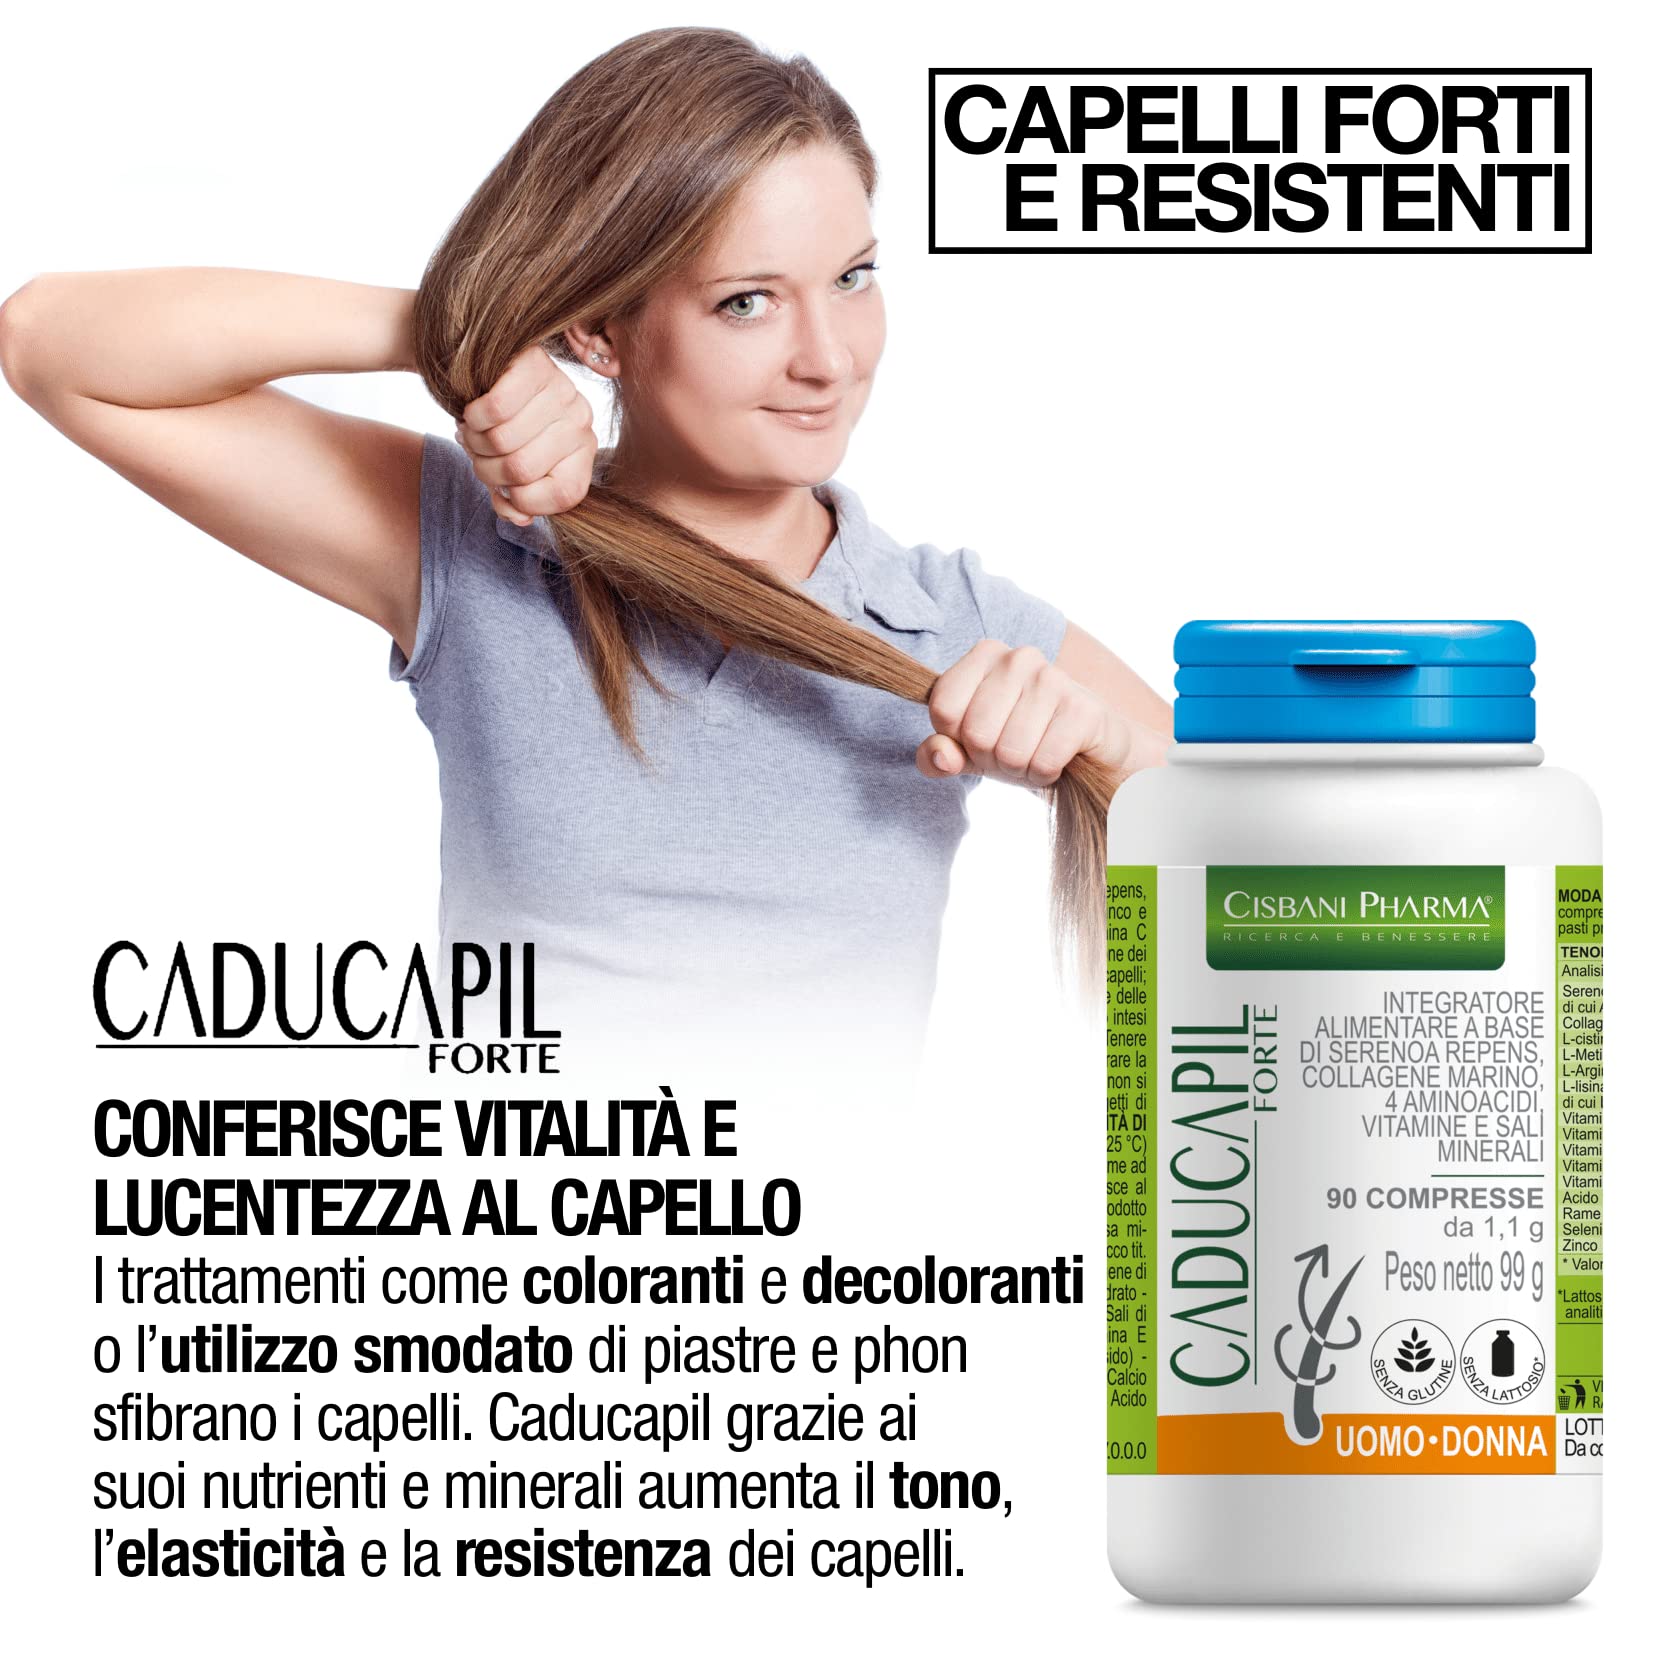 CAPELLI FORTI
E RESISTENTI
CADUCAPIL
FORTE
CONFERISCE VITALITÀ E
LUCENTEZZA AL CAPELLO
I trattamenti come coloranti e decoloranti
o l'utilizzo smodato di piastre e phon
sfibrano i capelli. Caducapil grazie ai
suoi nutrienti e minerali aumenta il tono,
l'elasticità e la resistenza dei capelli.
CISBANI PHARMA®
RICERCA E BENESSERE
CADUCAPIL
FORTE
INTEGRATORE
ALIMENTARE A BASE
DI SERENOA REPENS,
COLLAGENE MARINO,
4 AMINOACIDI,
VITAMINE E SALI
MINERALI
90 COMPRESSE
da 1,1 g
Peso netto 99 g
SENZA GLUTINE
SENZA LATTOSIO*
UOMO•DONNA